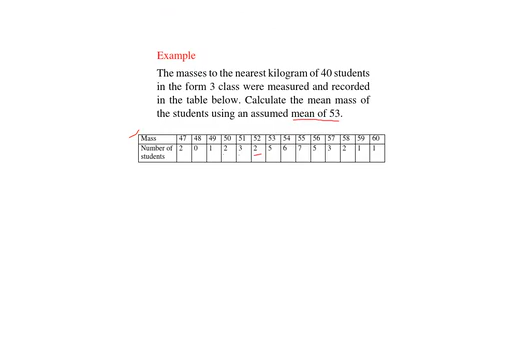 Example
The masses to the nearest kilogram of 40 students
in the form 3 class were measured and recorded
in the table below. Calculate the mean mass of
the students using an assumed mean of 53.
Mass 47 48 49 50 51 52 53 54 55 56 57 58 59 60
Number of students 2 0 1 2 3 2 5 6 7 5 3 2 1 1